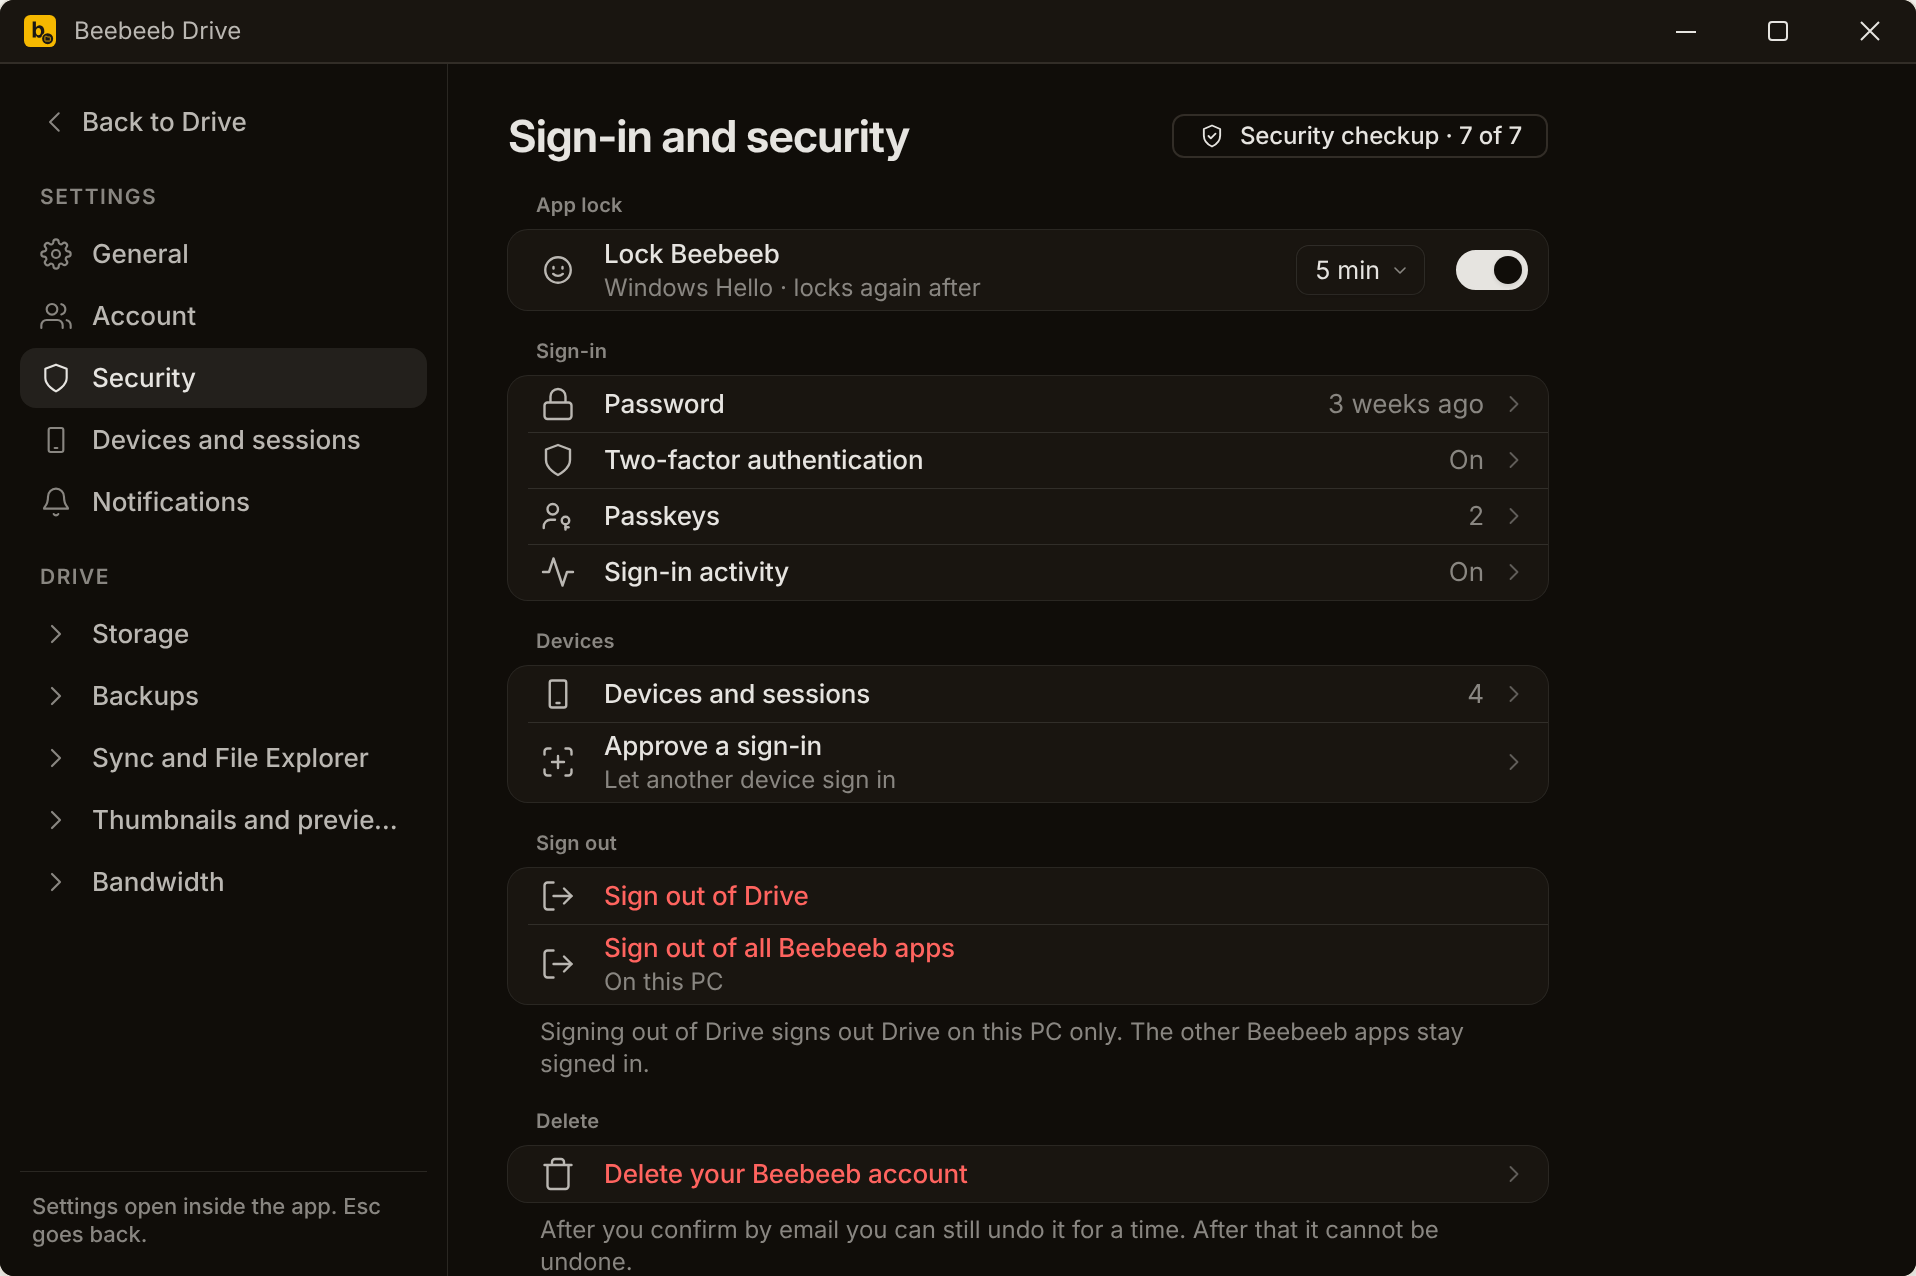 Beebeeb Drive
Back to Drive
SETTINGS
General
Account
Security
Devices and sessions
Notifications
DRIVE
Storage
Backups
Sync and File Explorer
Thumbnails and previe...
Bandwidth
Settings open inside the app. Esc
goes back.
Sign-in and security
Security checkup · 7 of 7
App lock
Lock Beebeeb
Windows Hello · locks again after
5 min
Sign-in
Password
3 weeks ago
Two-factor authentication
On
Passkeys
2
Sign-in activity
On
Devices
Devices and sessions
4
Approve a sign-in
Let another device sign in
Sign out
Sign out of Drive
Sign out of all Beebeeb apps
On this PC
Signing out of Drive signs out Drive on this PC only. The other Beebeeb apps stay
signed in.
Delete
Delete your Beebeeb account
After you confirm by email you can still undo it for a time. After that it cannot be
undone.